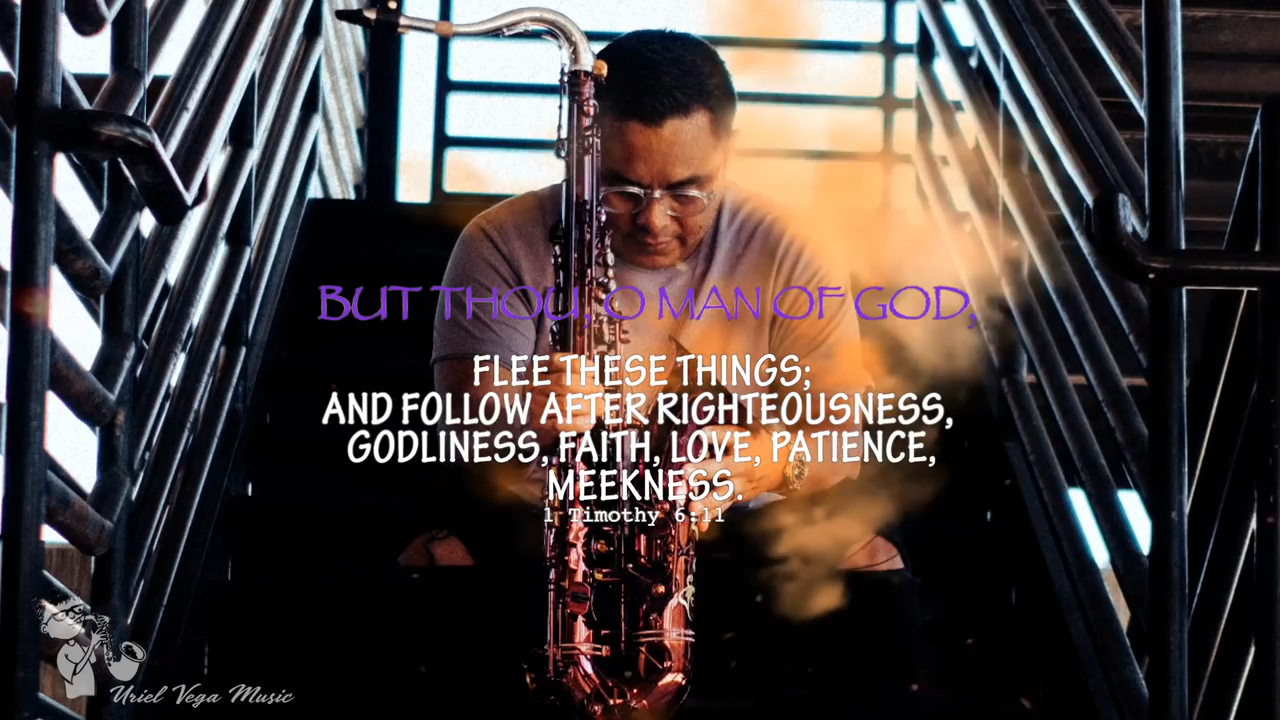 BUT THOU, O MAN OF GOD,
FLEE THESE THINGS;
AND FOLLOW AFTER RIGHTEOUSNESS,
GODLINESS, FAITH, LOVE, PATIENCE,
MEEKNESS.
1 Timothy 6:11
Uriel Vega Music